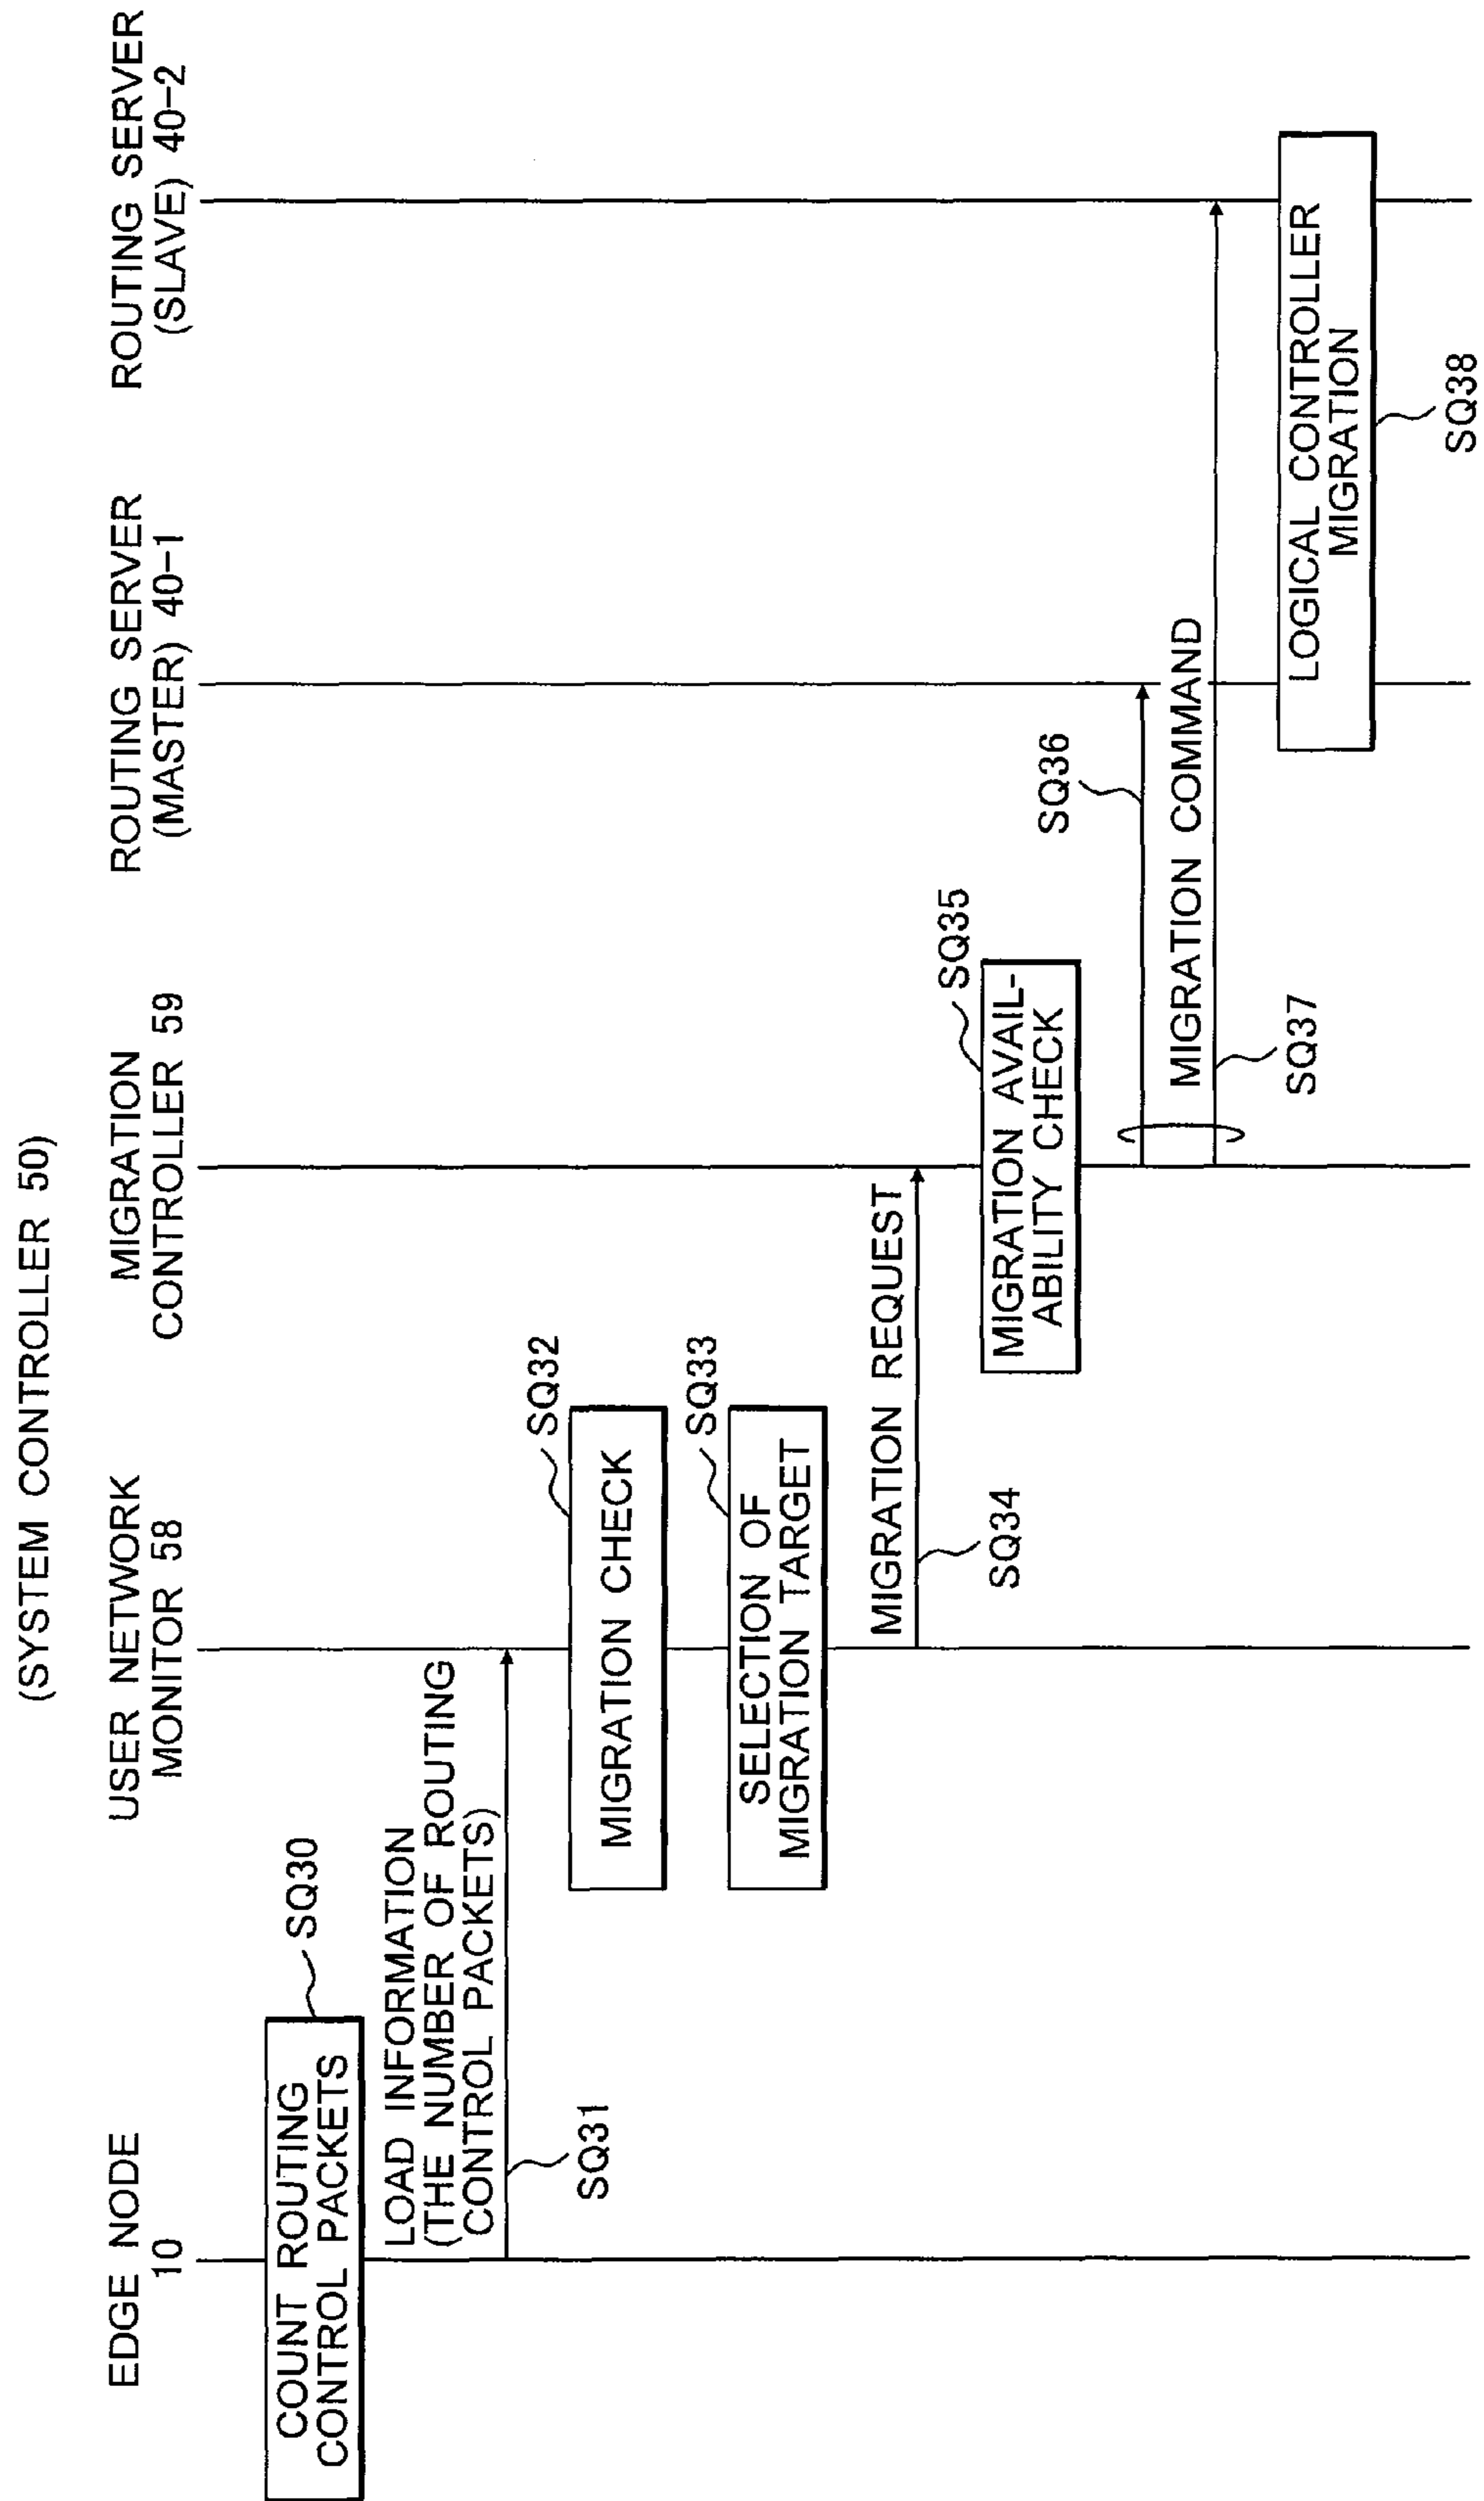 (SYSTEM CONTROLLER 50)
EDGE NODE
10
USER NETWORK
MONITOR 58
MIGRATION
CONTROLLER 59
ROUTING SERVER
(MASTER) 40-1
ROUTING SERVER
(SLAVE) 40-2
COUNT ROUTING
CONTROL PACKETS
SQ30
LOAD INFORMATION
(THE NUMBER OF ROUTING
CONTROL PACKETS)
SQ31
MIGRATION CHECK
SQ32
SELECTION OF
MIGRATION TARGET
SQ33
MIGRATION REQUEST
SQ34
MIGRATION AVAIL-
ABILITY CHECK
SQ35
SQ36
MIGRATION COMMAND
SQ37
LOGICAL CONTROLLER
MIGRATION
SQ38